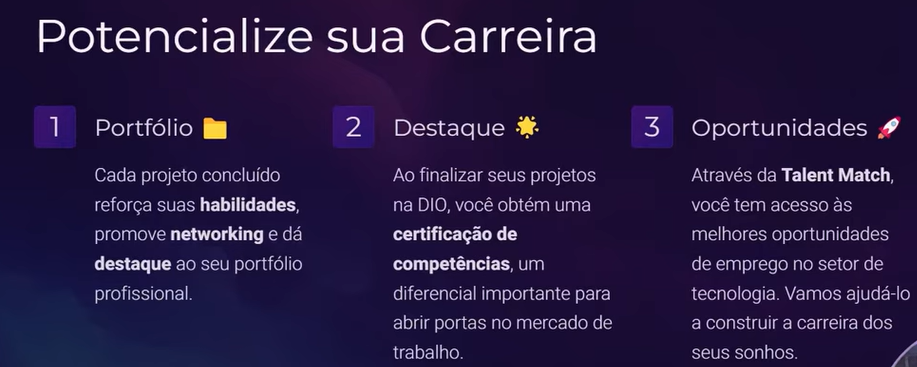 Potencialize sua Carreira
1 Portfólio 📁
Cada projeto concluído
reforça suas habilidades,
promove networking e dá
destaque ao seu portfólio
profissional.
2 Destaque 🌟
Ao finalizar seus projetos
na DIO, você obtém uma
certificação de
competências, um
diferencial importante para
abrir portas no mercado de
trabalho.
3 Oportunidades 🚀
Através da Talent Match,
você tem acesso às
melhores oportunidades
de emprego no setor de
tecnologia. Vamos ajudá-lo
a construir a carreira dos
seus sonhos.